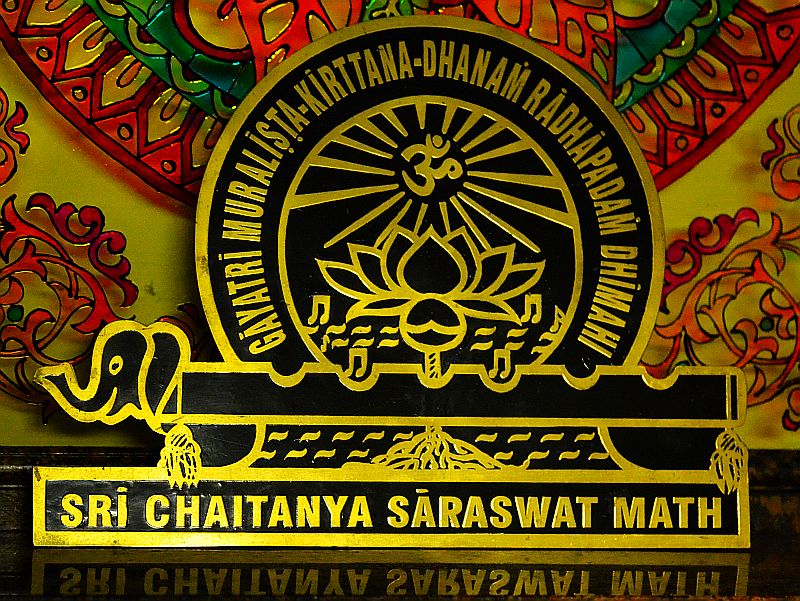 GĀYATRĪ MURALĪṢṬA-KĪRTTANA-DHANAṀ RĀDHĀPADAṀ DHĪMAHI
ॐ
SRĪ CHAITANYA SĀRASWAT MATH